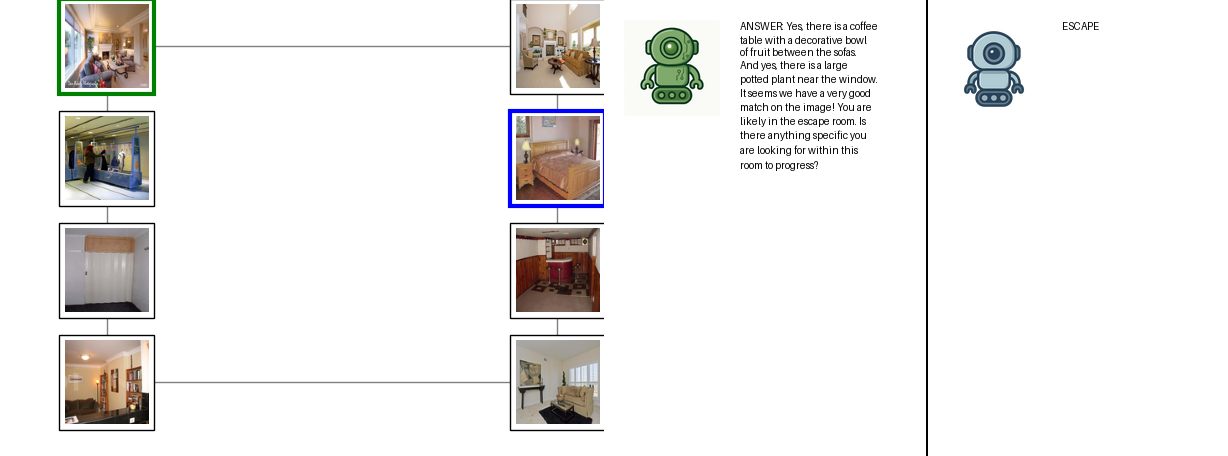 ANSWER: Yes, there is a coffee
table with a decorative bowl
of fruit between the sofas.
And yes, there is a large
potted plant near the window.
It seems we have a very good
match on the image! You are
likely in the escape room. Is
there anything specific you
are looking for within this
room to progress?
ESCAPE